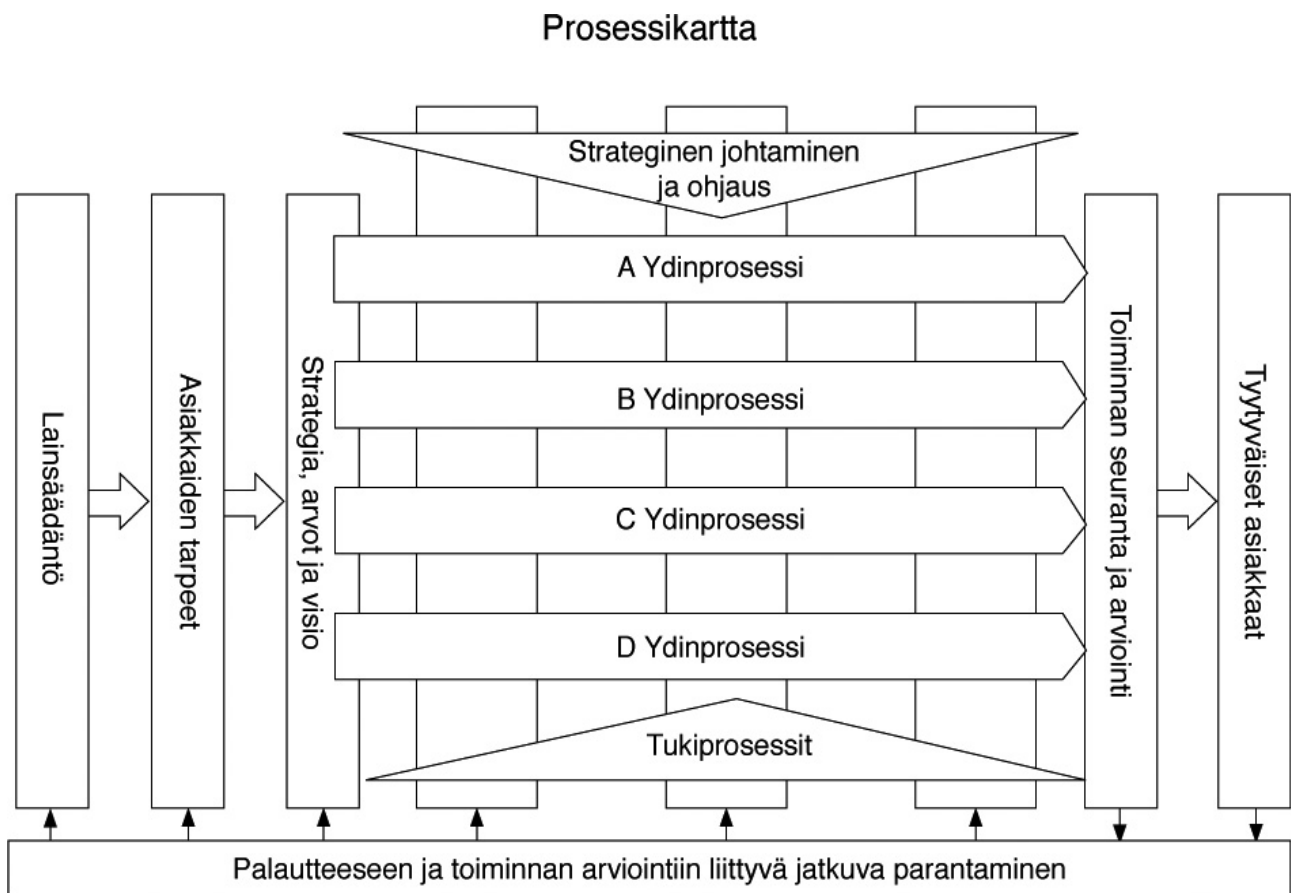 Prosessikartta
Strateginen johtaminen
ja ohjaus
Lainsäädäntö
Asiakkaiden tarpeet
Strategia, arvot ja visio
A Ydinprosessi
B Ydinprosessi
C Ydinprosessi
D Ydinprosessi
Tukiprosessit
Toiminnan seuranta ja arviointi
Tyytyväiset asiakkaat
Palautteeseen ja toiminnan arviointiin liittyvä jatkuva parantaminen